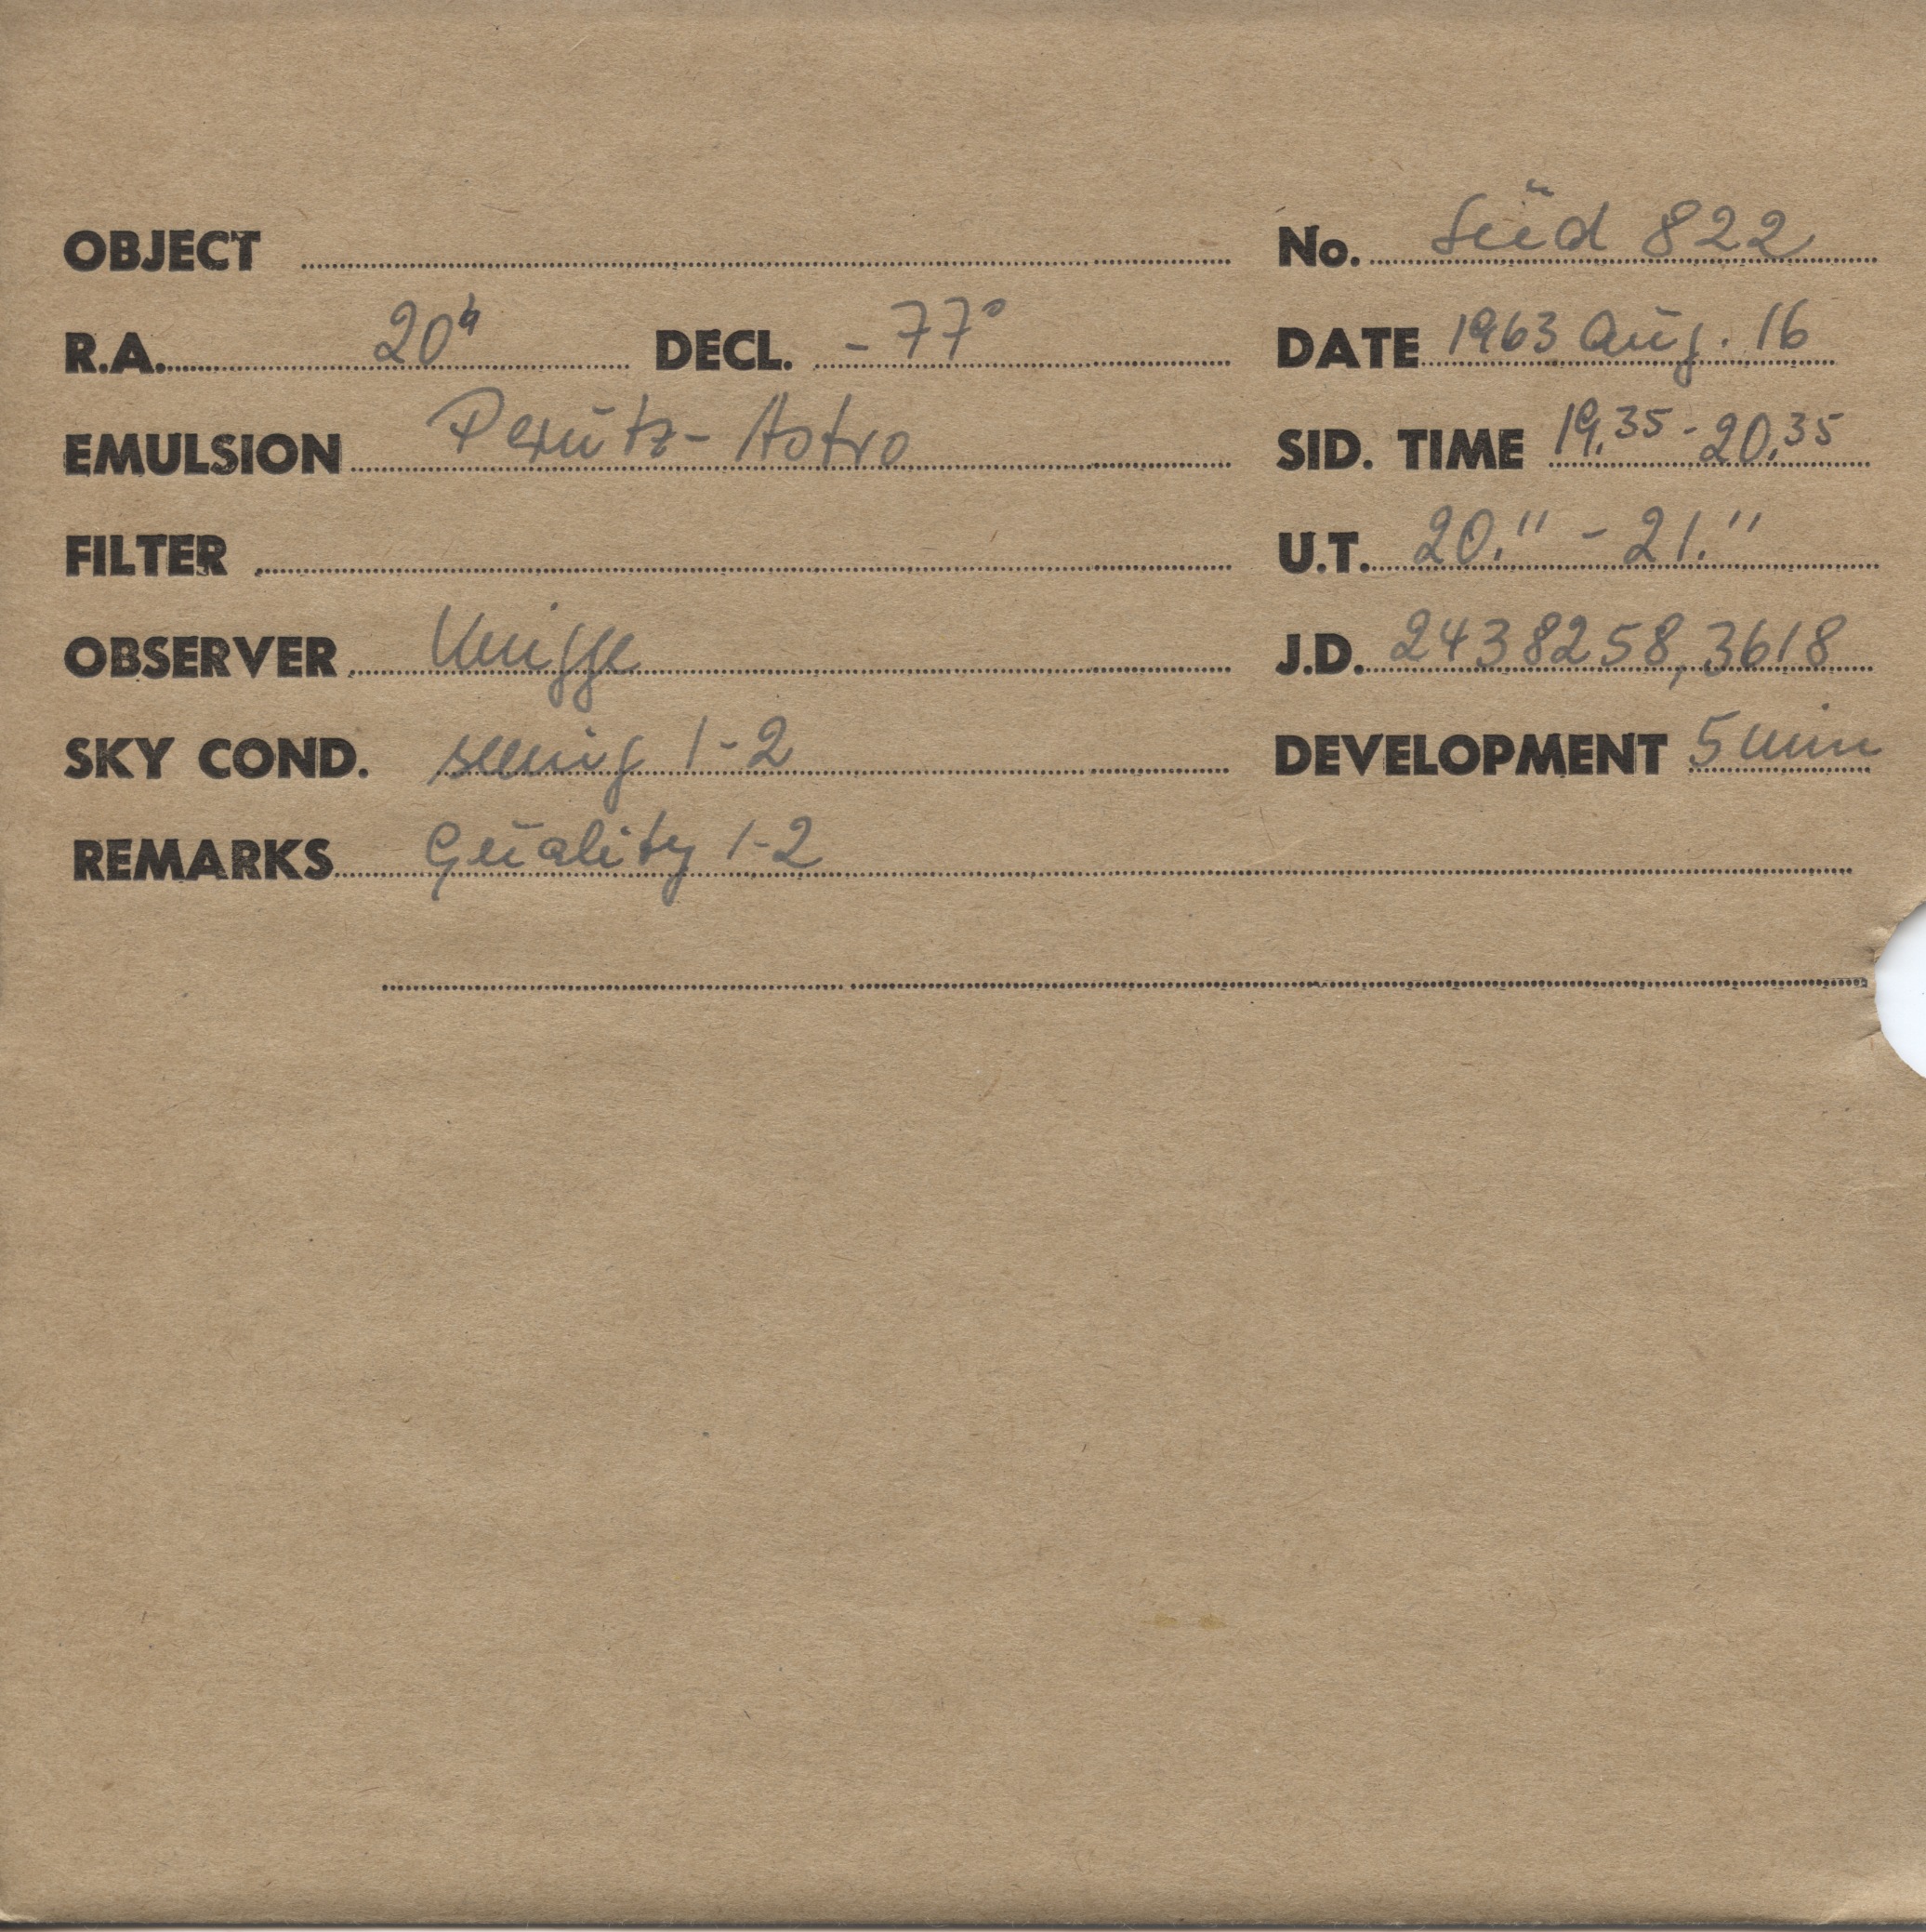 OBJECT
No. Süd 822
R.A. 20h DECL. -77°
DATE 1963 Aug. 16
EMULSION Perutz-Astro
SID. TIME 19.35 - 20.35
FILTER
U.T. 20.11 - 21.11
OBSERVER Knigge
J.D. 2438258,3618
SKY COND. seeing 1-2
DEVELOPMENT 5 min
REMARKS Quality 1-2